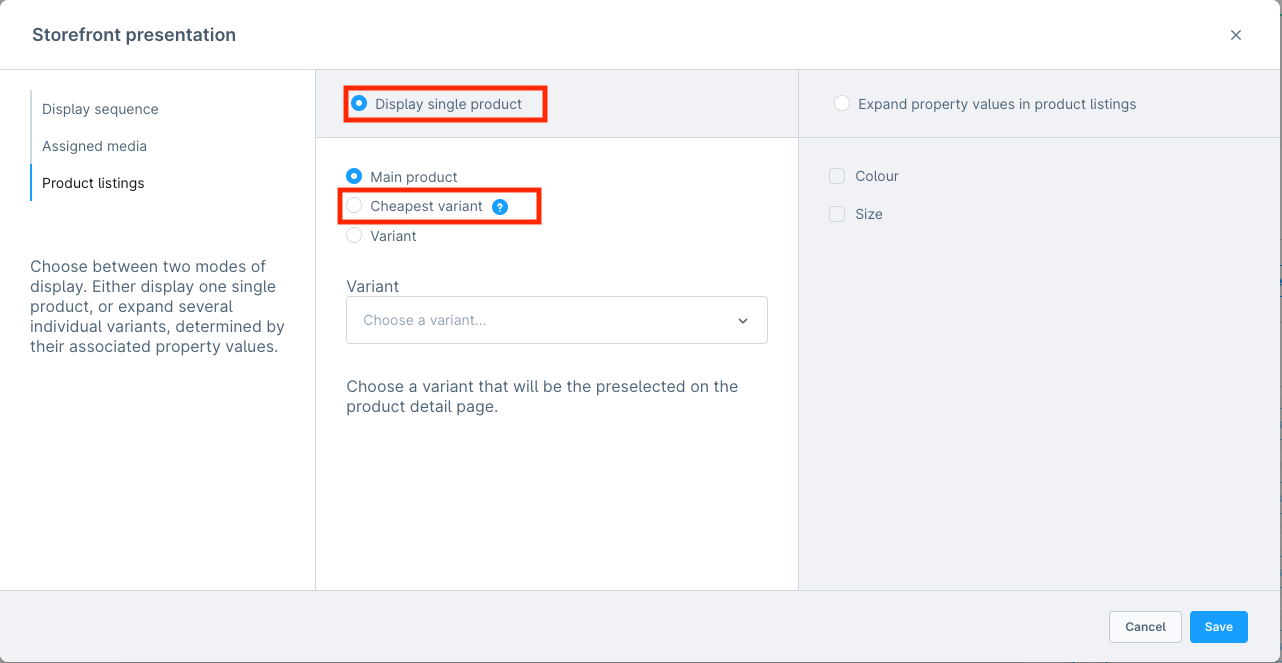 Storefront presentation
Display sequence
Assigned media
Product listings
Choose between two modes of
display. Either display one single
product, or expand several
individual variants, determined by
their associated property values.
Display single product
Main product
Cheapest variant ?
Variant
Variant
Choose a variant...
Choose a variant that will be the preselected on the
product detail page.
Expand property values in product listings
Colour
Size
Cancel
Save